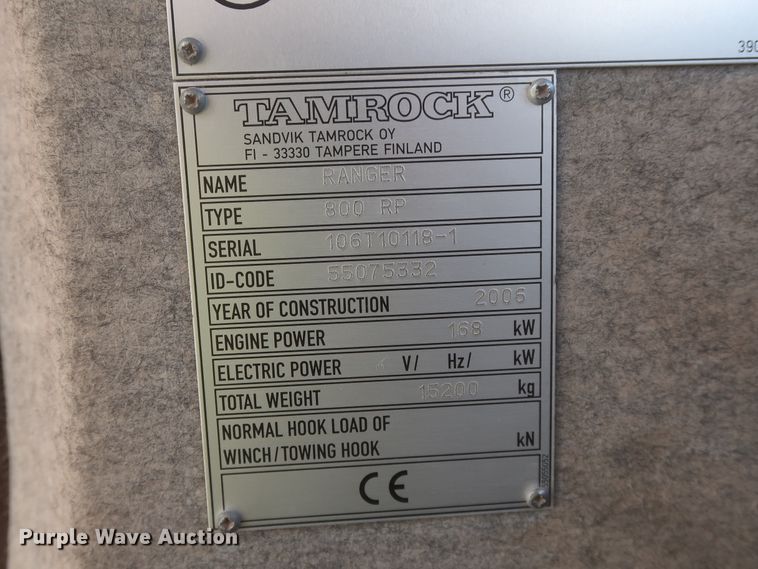 390
TAMROCK®
SANDVIK TAMROCK OY
FI - 33330 TAMPERE FINLAND
NAME RANGER
TYPE 800 RP
SERIAL 106T10118-1
ID-CODE 55075332
YEAR OF CONSTRUCTION 2006
ENGINE POWER 168 kW
ELECTRIC POWER V/ Hz/ kW
TOTAL WEIGHT 15200 kg
NORMAL HOOK LOAD OF
WINCH/TOWING HOOK kN
CE
Purple Wave Auction